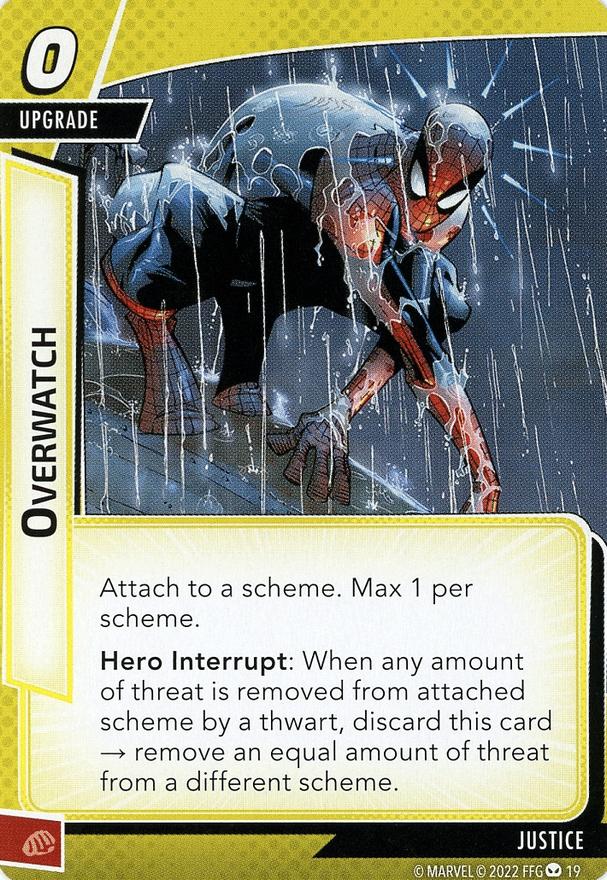 0
UPGRADE
OVERWATCH
Attach to a scheme. Max 1 per
scheme.
Hero Interrupt: When any amount
of threat is removed from attached
scheme by a thwart, discard this card
→ remove an equal amount of threat
from a different scheme.
JUSTICE
© MARVEL © 2022 FFG 19